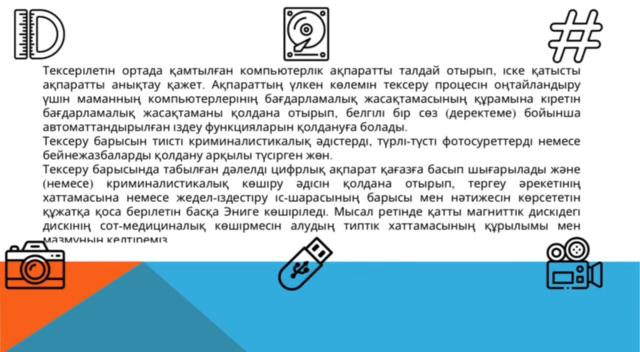 Тексерілетін ортада қамтылған компьютерлік ақпаратты талдай отырып, іске қатысты
ақпаратты анықтау қажет. Ақпараттың үлкен көлемін тексеру процесін оңтайландыру
үшін маманның компьютерлерінің бағдарламалық жасақтамасының құрамына кіретін
бағдарламалық жасақтаманы қолдана отырып, белгілі бір сөз (деректеме) бойынша
автоматтандырылған іздеу функцияларын қолдануға болады.
Тексеру барысын тиісті криминалистикалық әдістерді, түрлі-түсті фотосуреттерді немесе
бейнежазбаларды қолдану арқылы түсірген жөн.
Тексеру барысында табылған дәлелді цифрлық ақпарат қағазға басып шығарылады және
(немесе) криминалистикалық көшіру әдісін қолдана отырып, тергеу әрекетінің
хаттамасына немесе жедел-іздестіру іс-шарасының барысы мен нәтижесін көрсететін
құжатқа қоса берілетін басқаЭниге көшіріледі. Мысал ретінде қатты магниттік дискідегі
дискінің сот-медициналық көшірмесін алудың типтік хаттамасының құрылымы мен
мазмұнын келтіреміз